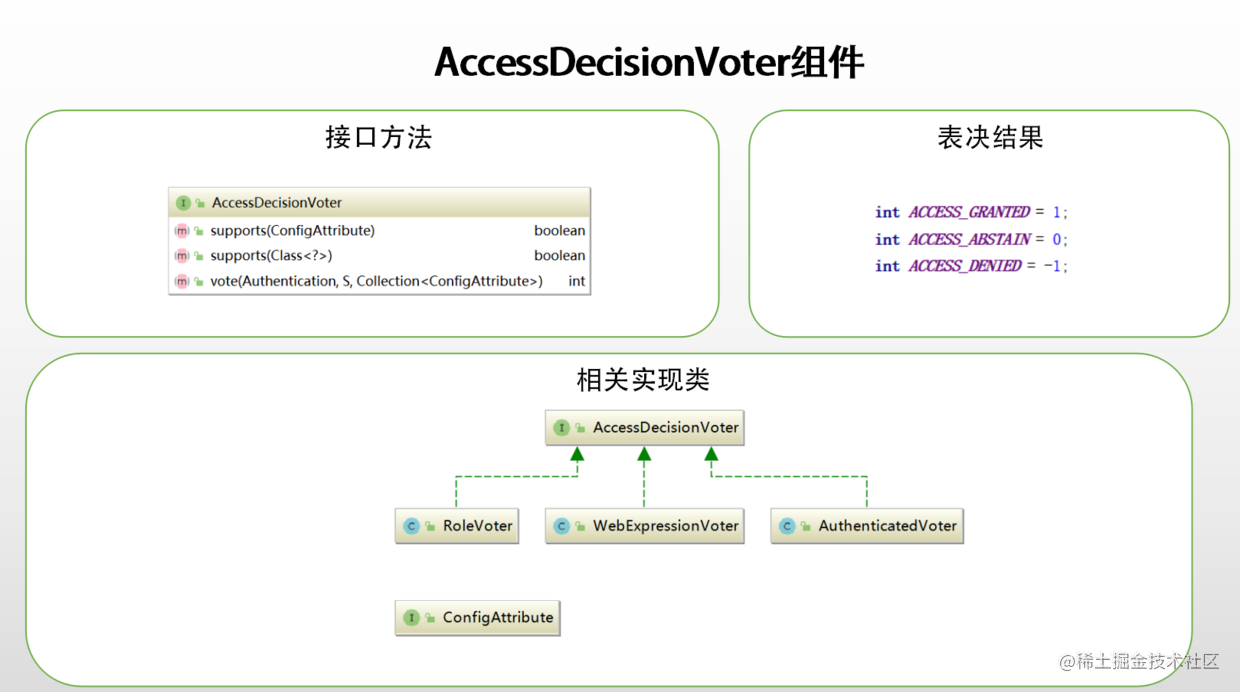 AccessDecisionVoter组件
接口方法
AccessDecisionVoter
supports(ConfigAttribute) boolean
supports(Class<?>) boolean
vote(Authentication, S, Collection<ConfigAttribute>) int
表决结果
int ACCESS_GRANTED = 1;
int ACCESS_ABSTAIN = 0;
int ACCESS_DENIED = -1;
相关实现类
AccessDecisionVoter
RoleVoter
WebExpressionVoter
AuthenticatedVoter
ConfigAttribute
@稀土掘金技术社区